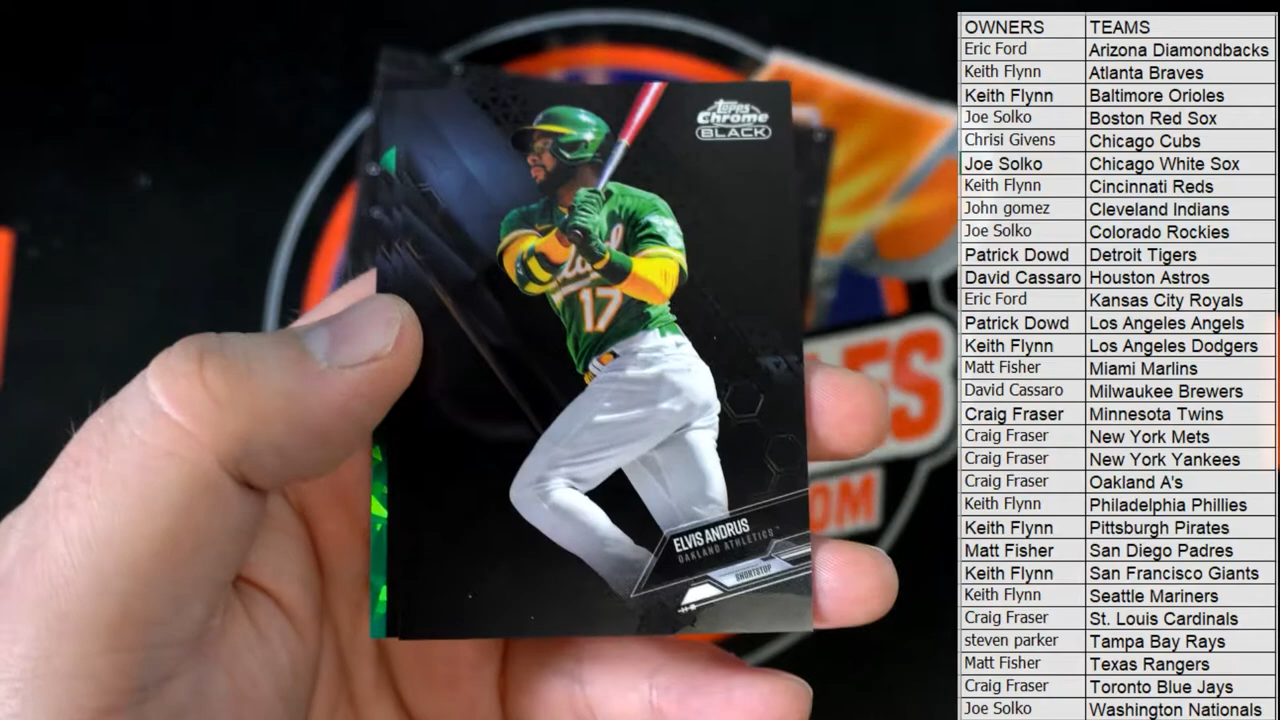 Topps
Chrome
BLACK
17
ELVIS ANDRUS
OAKLAND ATHLETICS
SHORTSTOP
OM
OWNERS TEAMS
Eric Ford Arizona Diamondbacks
Keith Flynn Atlanta Braves
Keith Flynn Baltimore Orioles
Joe Solko Boston Red Sox
Chrisi Givens Chicago Cubs
Joe Solko Chicago White Sox
Keith Flynn Cincinnati Reds
John gomez Cleveland Indians
Joe Solko Colorado Rockies
Patrick Dowd Detroit Tigers
David Cassaro Houston Astros
Eric Ford Kansas City Royals
Patrick Dowd Los Angeles Angels
Keith Flynn Los Angeles Dodgers
Matt Fisher Miami Marlins
David Cassaro Milwaukee Brewers
Craig Fraser Minnesota Twins
Craig Fraser New York Mets
Craig Fraser New York Yankees
Craig Fraser Oakland A's
Keith Flynn Philadelphia Phillies
Keith Flynn Pittsburgh Pirates
Matt Fisher San Diego Padres
Keith Flynn San Francisco Giants
Keith Flynn Seattle Mariners
Craig Fraser St. Louis Cardinals
steven parker Tampa Bay Rays
Matt Fisher Texas Rangers
Craig Fraser Toronto Blue Jays
Joe Solko Washington Nationals